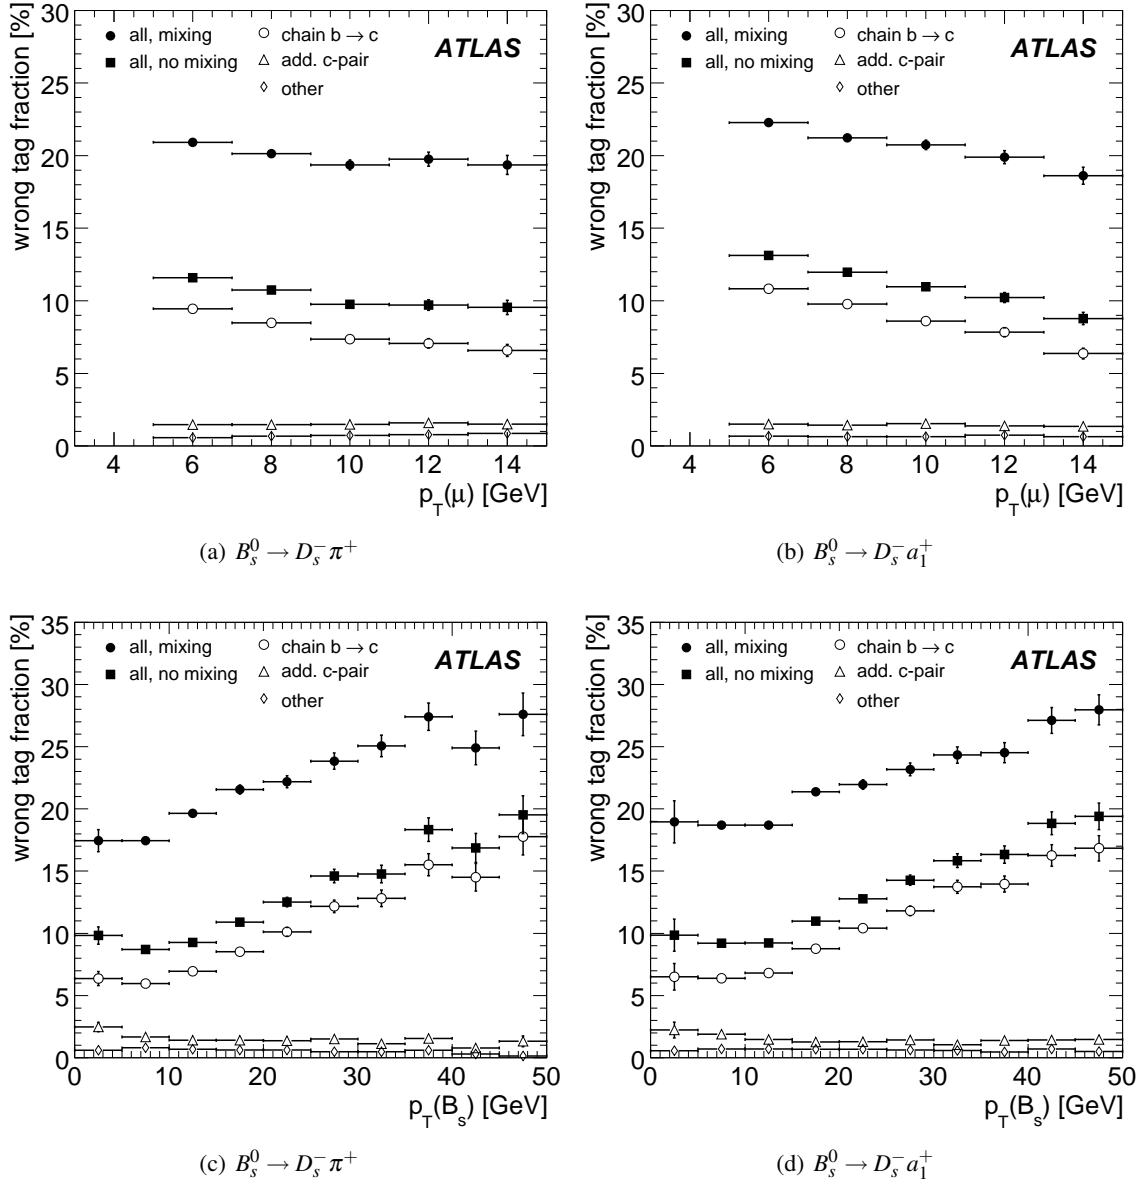 wrong tag fraction [%]
30
25
20
15
10
5
0
all, mixing
all, no mixing
chain b → c
add. c-pair
other
ATLAS
4 6 8 10 12 14
p_T(μ) [GeV]
(a) B_s^0 → D_s^- π^+
wrong tag fraction [%]
30
25
20
15
10
5
0
all, mixing
all, no mixing
chain b → c
add. c-pair
other
ATLAS
4 6 8 10 12 14
p_T(μ) [GeV]
(b) B_s^0 → D_s^- a_1^+
wrong tag fraction [%]
35
30
25
20
15
10
5
0
all, mixing
all, no mixing
chain b → c
add. c-pair
other
ATLAS
0 10 20 30 40 50
p_T(B_s) [GeV]
(c) B_s^0 → D_s^- π^+
wrong tag fraction [%]
35
30
25
20
15
10
5
0
all, mixing
all, no mixing
chain b → c
add. c-pair
other
ATLAS
0 10 20 30 40 50
p_T(B_s) [GeV]
(d) B_s^0 → D_s^- a_1^+